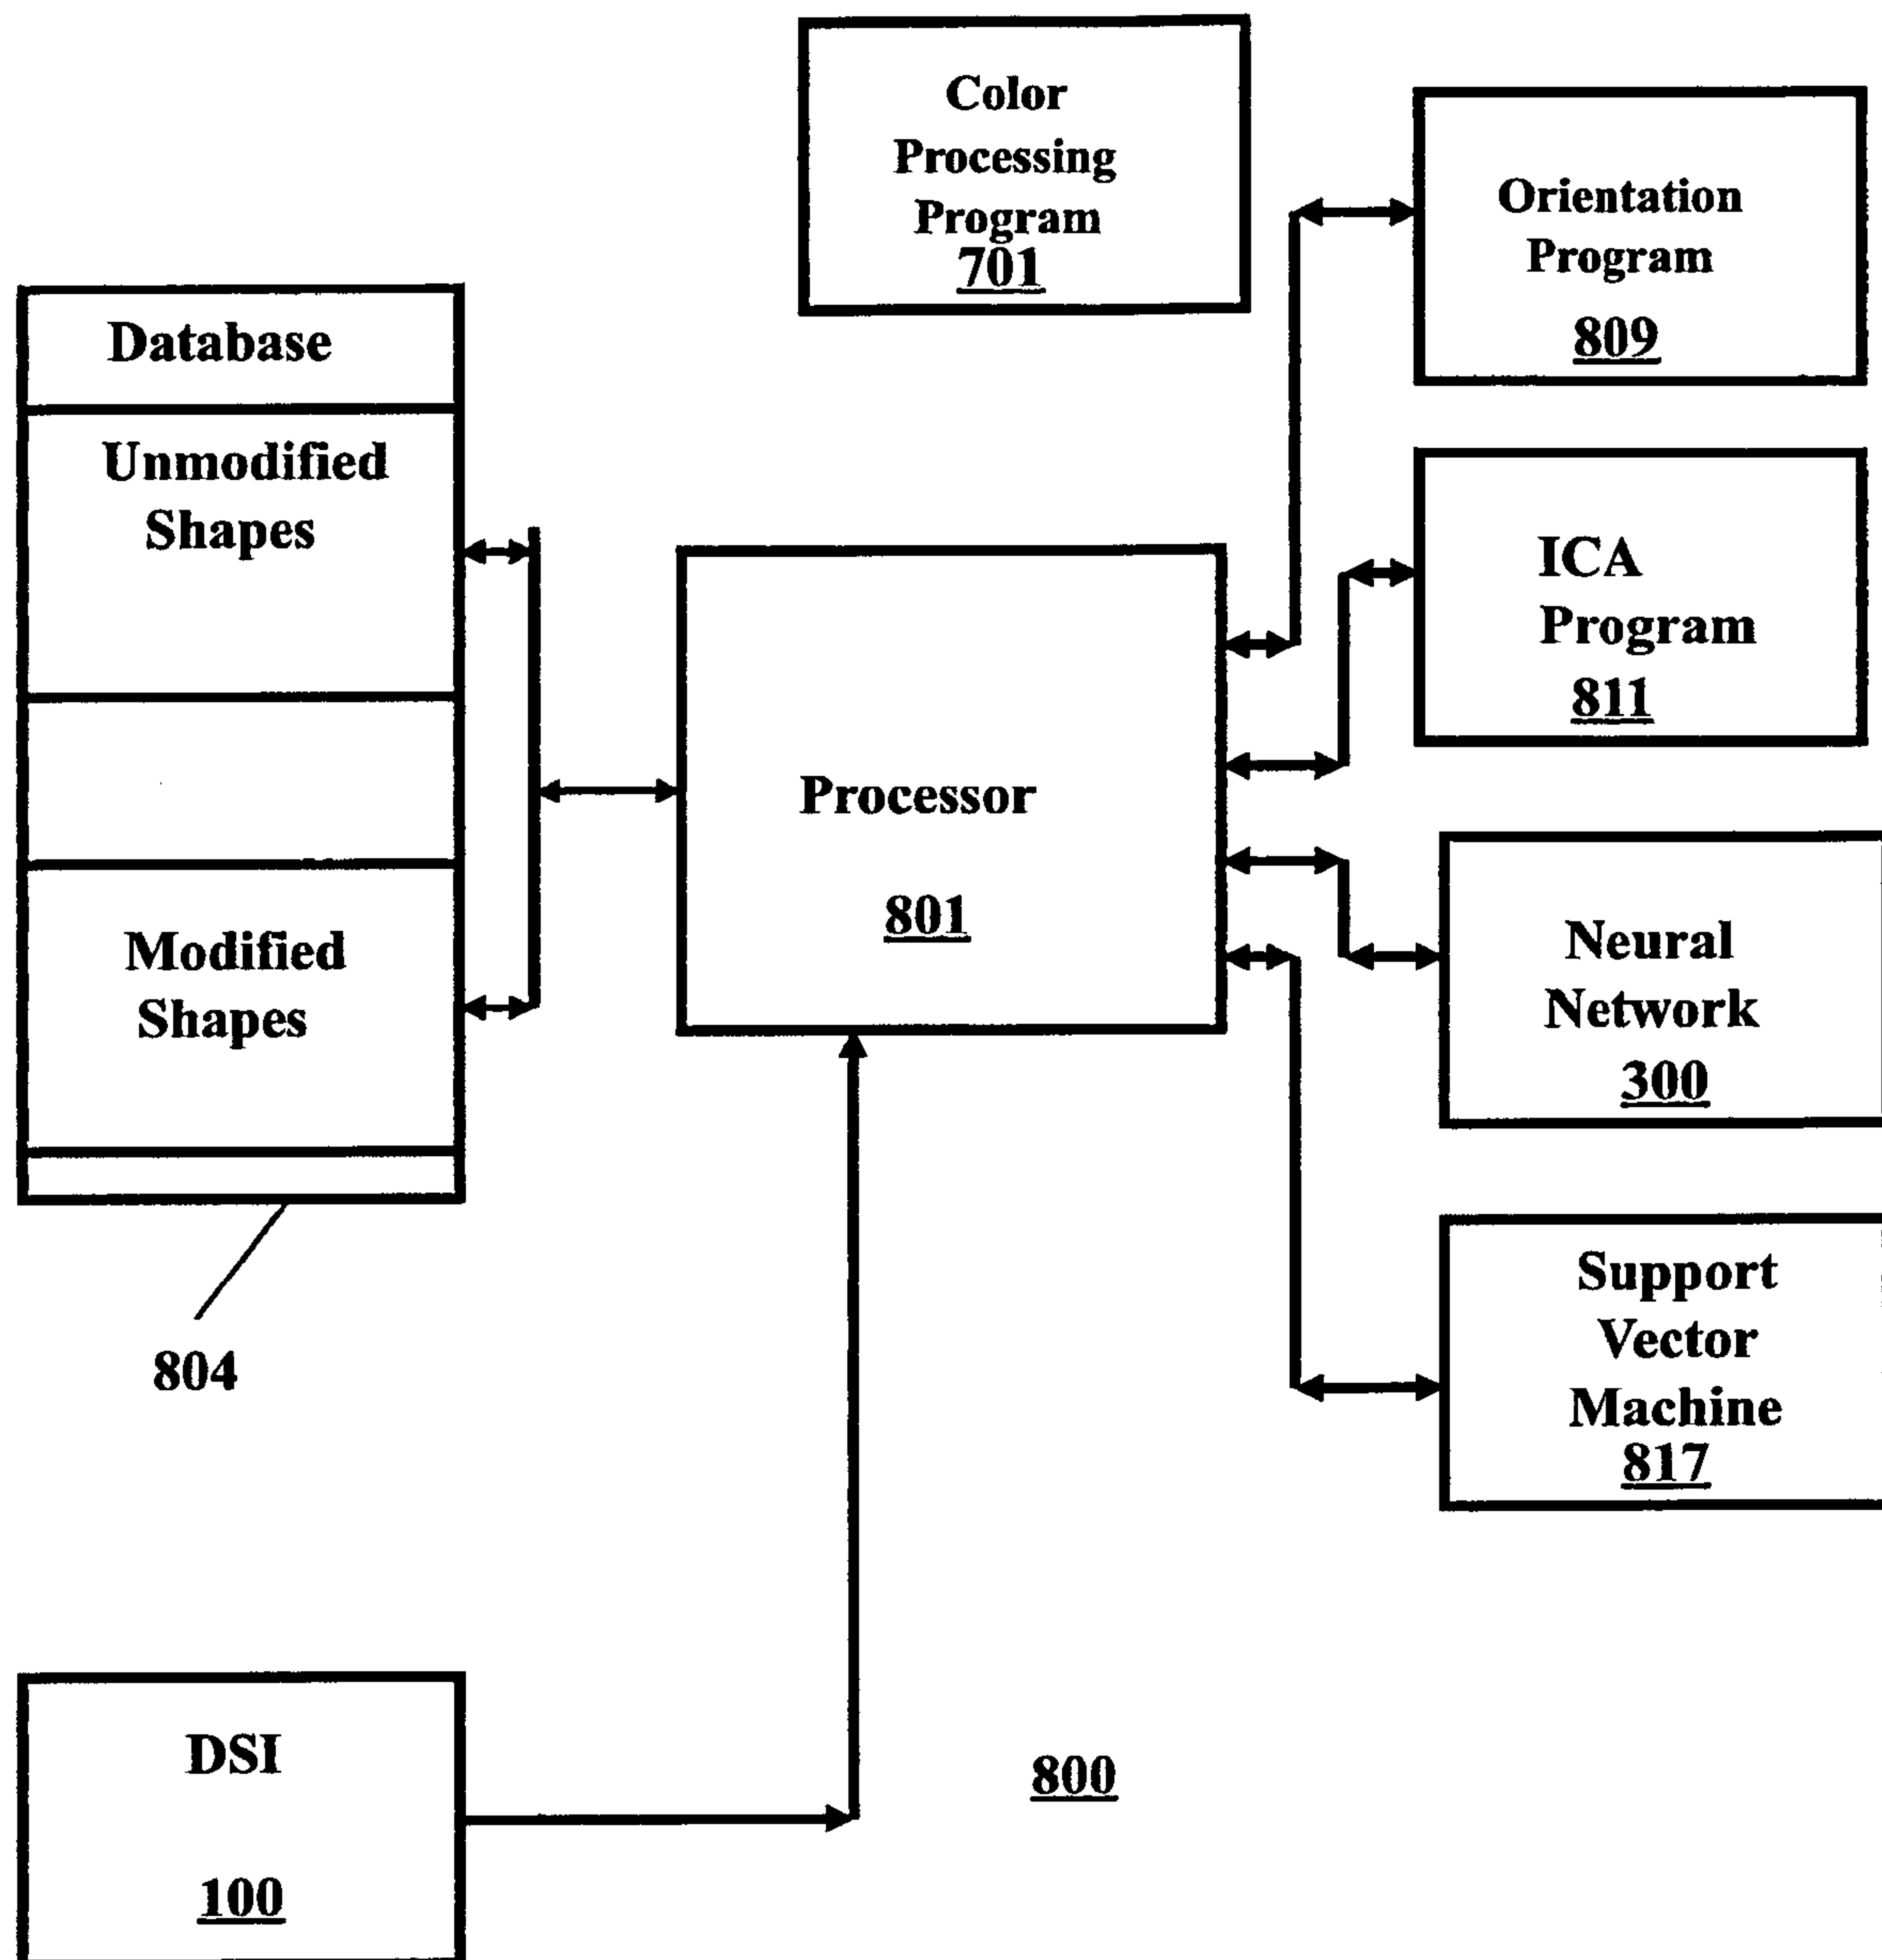 Color
Processing
Program
701
Orientation
Program
809
Database
Unmodified
Shapes
ICA
Program
811
Processor
801
Modified
Shapes
Neural
Network
300
804
Support
Vector
Machine
817
DSI
100
800